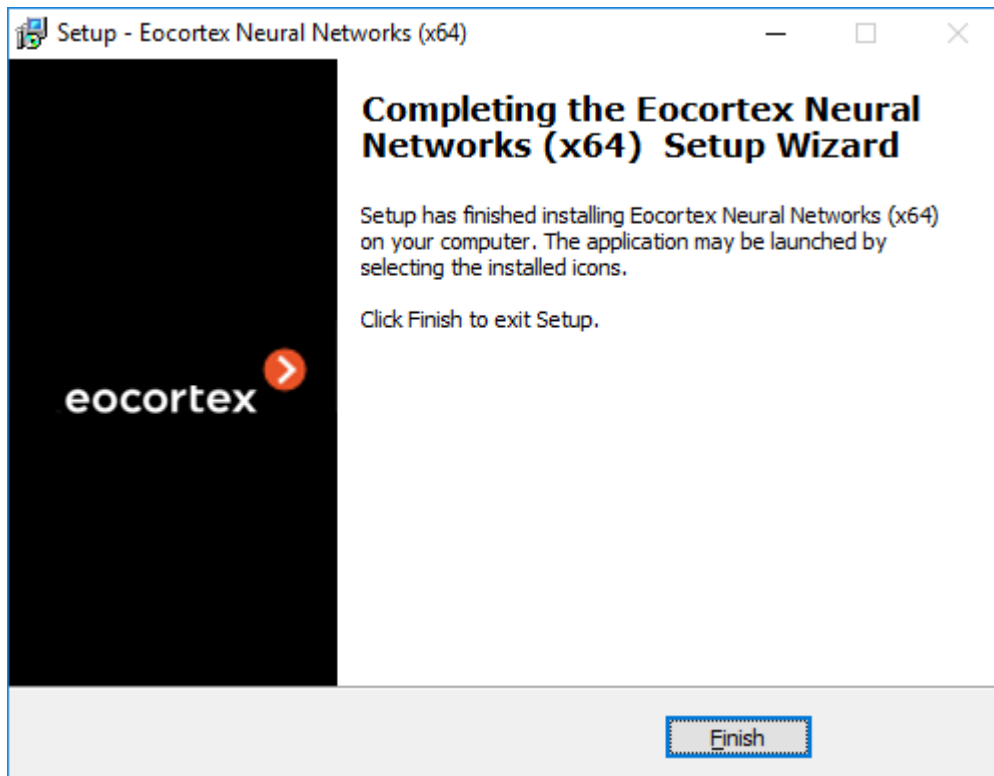 Setup - Eocortex Neural Networks (x64)
Completing the Eocortex Neural
Networks (x64)  Setup Wizard
Setup has finished installing Eocortex Neural Networks (x64)
on your computer. The application may be launched by
selecting the installed icons.
Click Finish to exit Setup.
eocortex
Finish